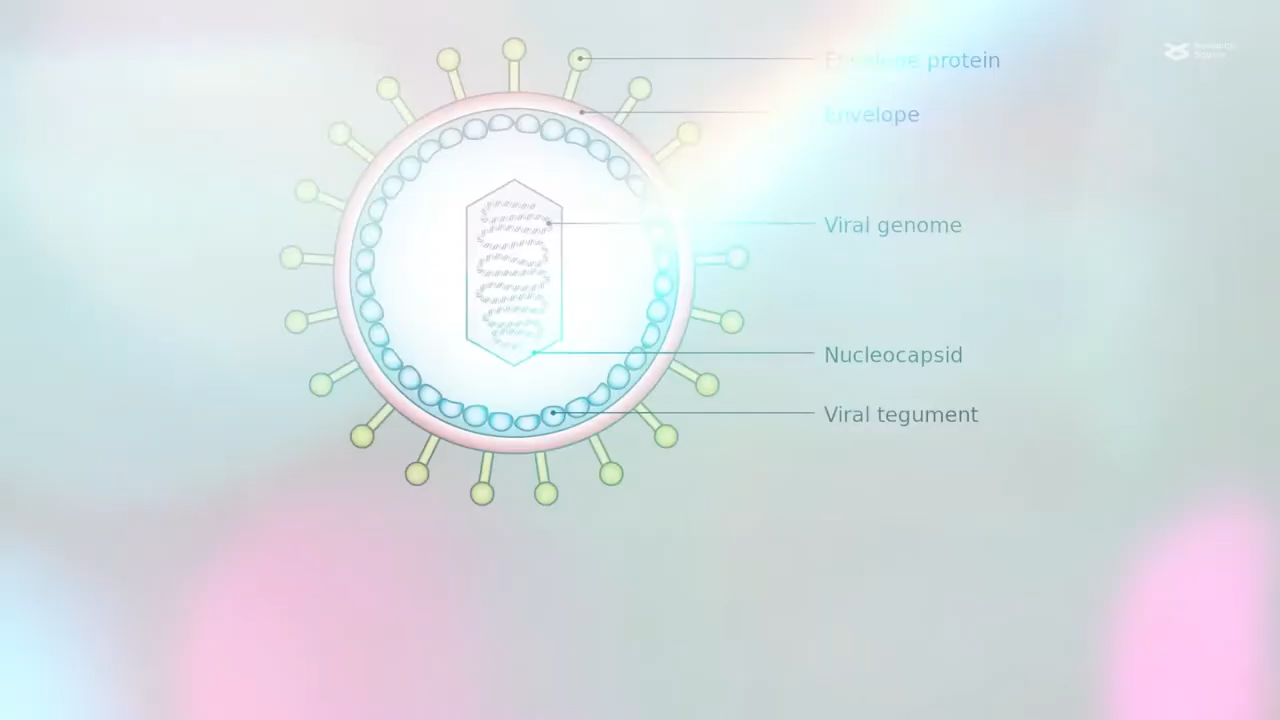 Envelope protein
Envelope
Viral genome
Nucleocapsid
Viral tegument